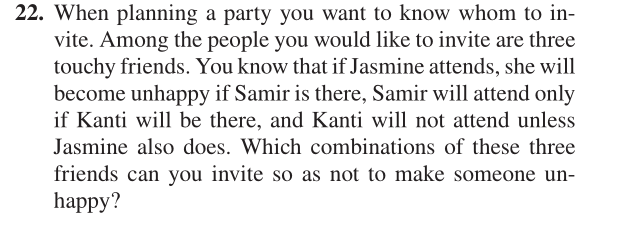 22. When planning a party you want to know whom to in-
vite. Among the people you would like to invite are three
touchy friends. You know that if Jasmine attends, she will
become unhappy if Samir is there, Samir will attend only
if Kanti will be there, and Kanti will not attend unless
Jasmine also does. Which combinations of these three
friends can you invite so as not to make someone un-
happy?